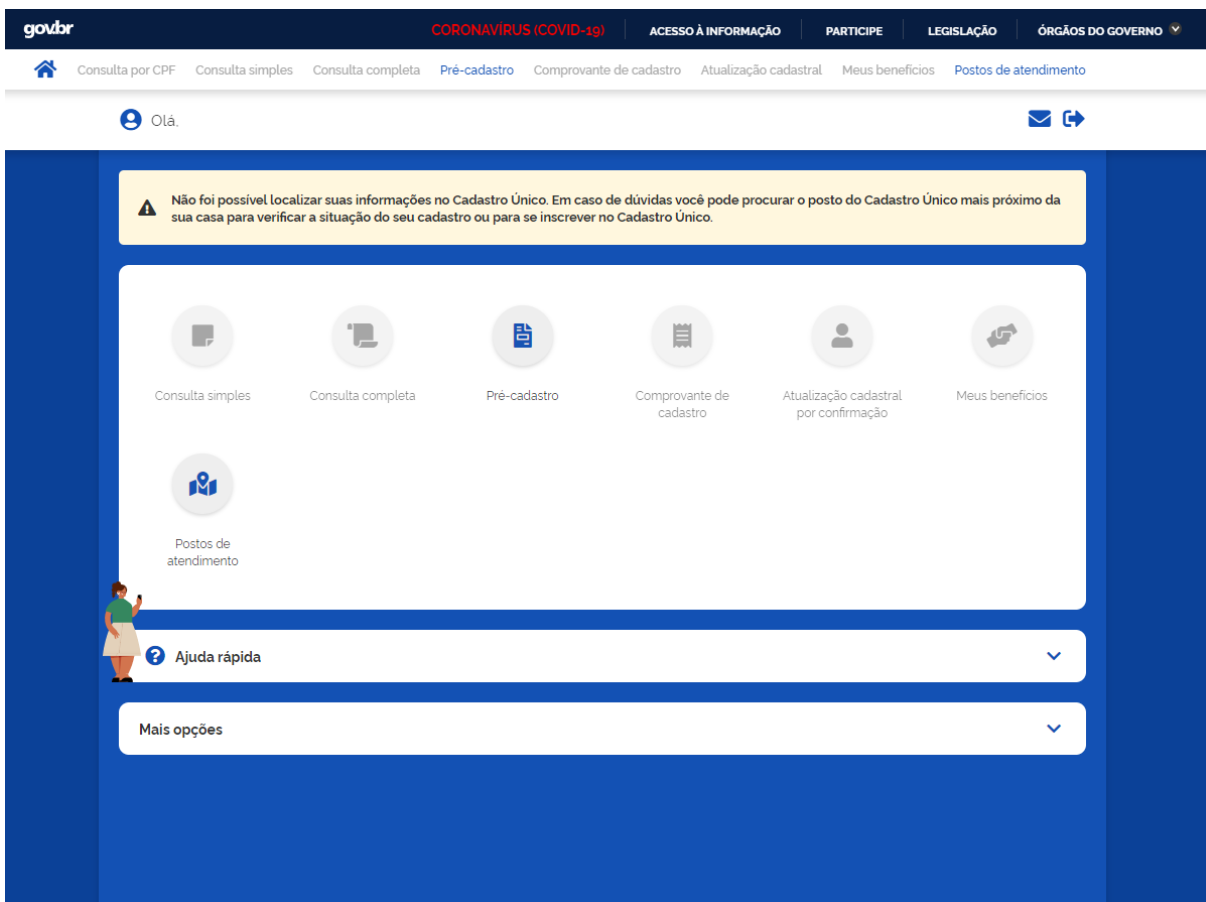 gov.br
CORONAVÍRUS (COVID-19)
ACESSO À INFORMAÇÃO
PARTICIPE
LEGISLAÇÃO
ÓRGÃOS DO GOVERNO
Consulta por CPF
Consulta simples
Consulta completa
Pré-cadastro
Comprovante de cadastro
Atualização cadastral
Meus benefícios
Postos de atendimento
Olá,
Não foi possível localizar suas informações no Cadastro Único. Em caso de dúvidas você pode procurar o posto do Cadastro Único mais próximo da
sua casa para verificar a situação do seu cadastro ou para se inscrever no Cadastro Único.
Consulta simples
Consulta completa
Pré-cadastro
Comprovante de
cadastro
Atualização cadastral
por confirmação
Meus benefícios
Postos de
atendimento
Ajuda rápida
Mais opções